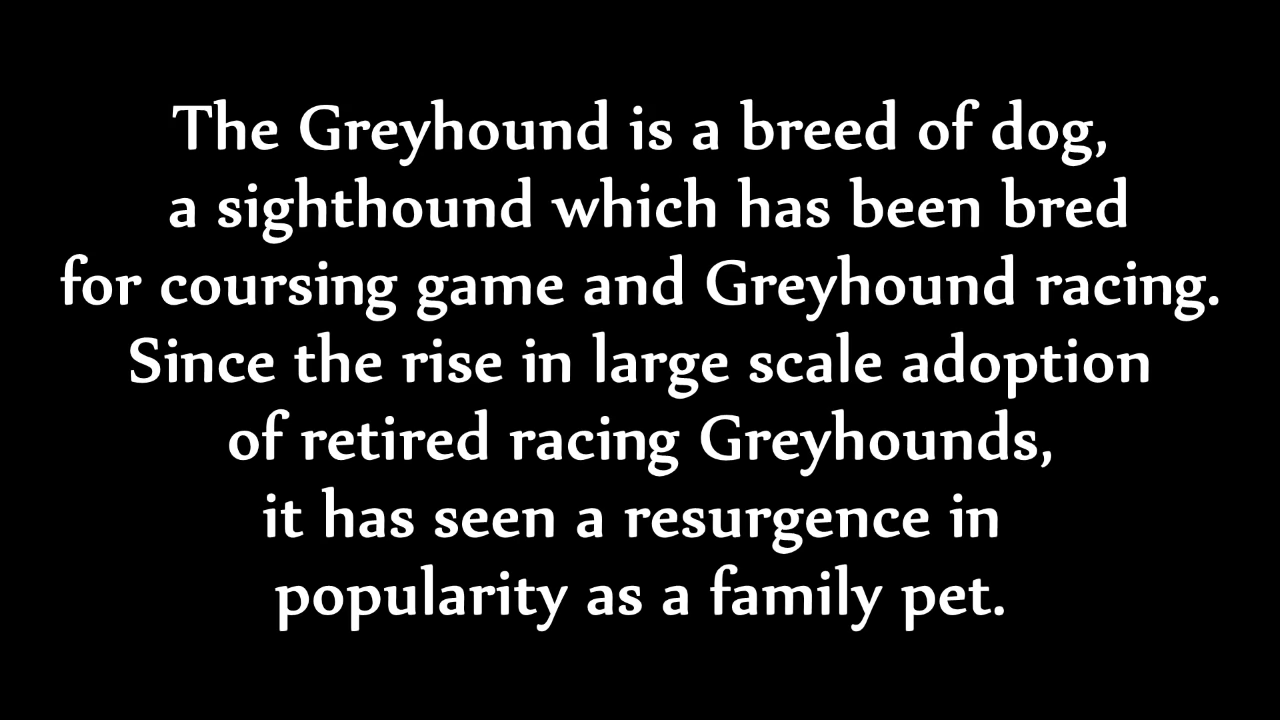 The Greyhound is a breed of dog,
a sighthound which has been bred
for coursing game and Greyhound racing.
Since the rise in large scale adoption
of retired racing Greyhounds,
it has seen a resurgence in
popularity as a family pet.